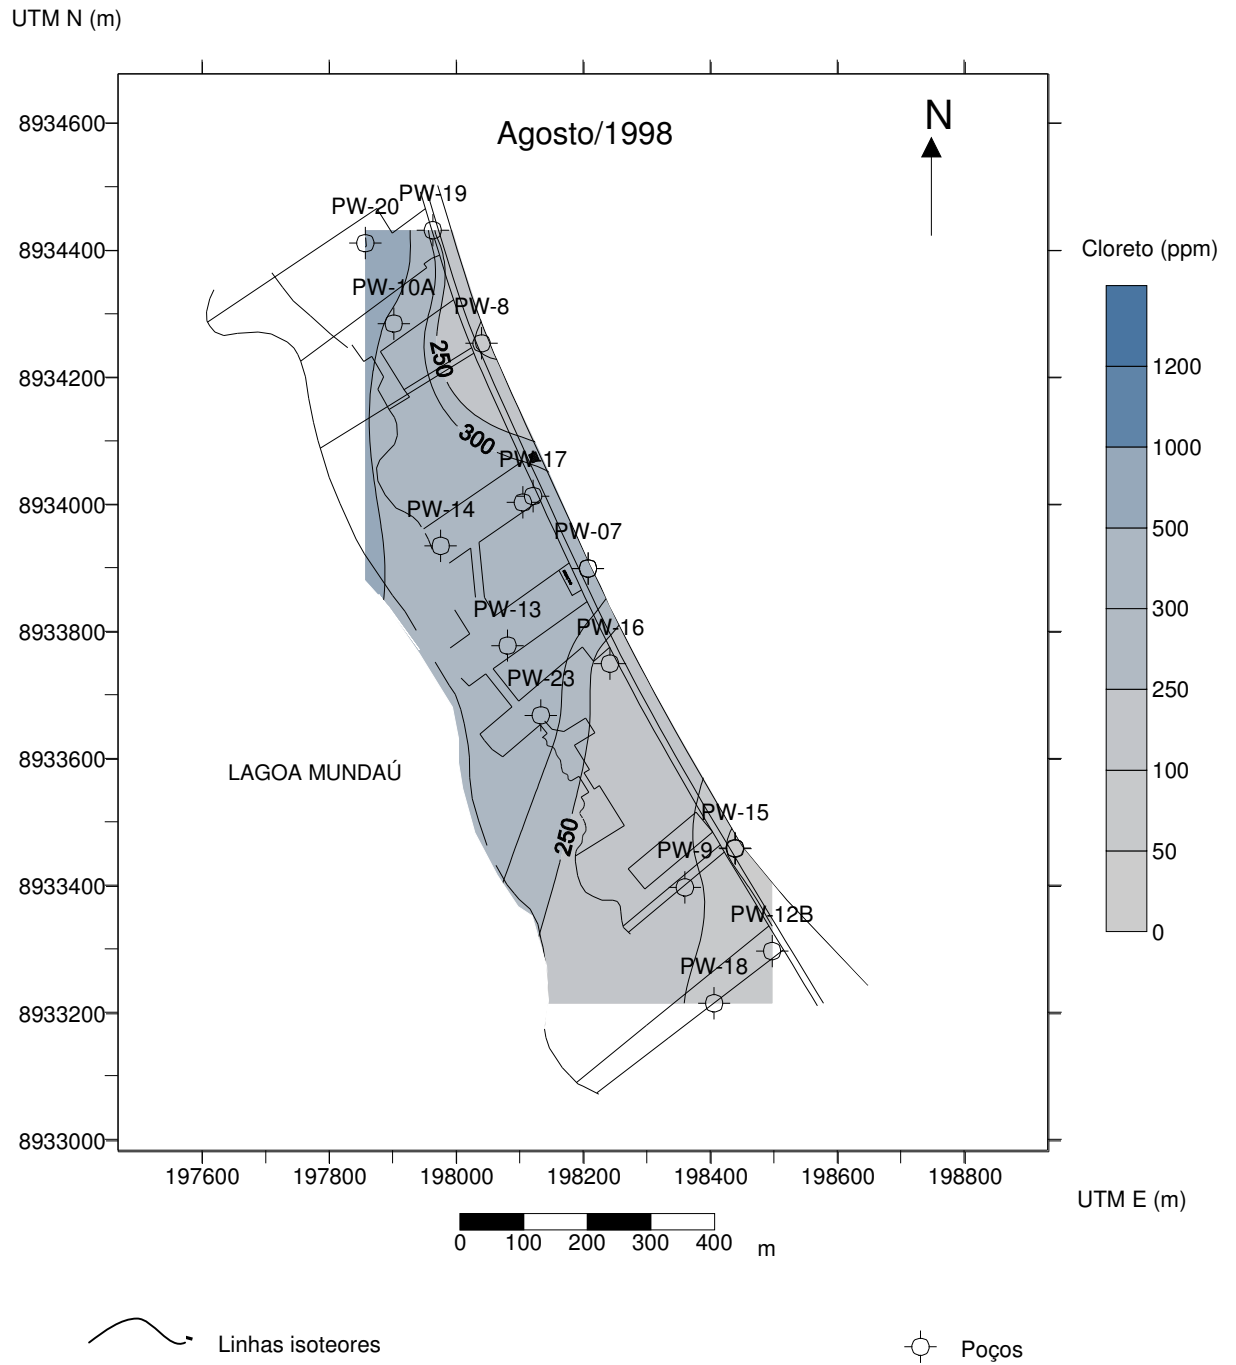 UTM N (m)
Agosto/1998
N
8934600
8934400
8934200
8934000
8933800
8933600
8933400
8933200
8933000
PW-20
PW-19
PW-10A
PW-8
250
300
PW-17
PW-14
PW-07
PW-13
PW-16
PW-23
LAGOA MUNDAÚ
250
PW-15
PW-9
PW-12B
PW-18
Cloreto (ppm)
1200
1000
500
300
250
100
50
0
197600 197800 198000 198200 198400 198600 198800
UTM E (m)
0 100 200 300 400 m
Linhas isoteores
Poços